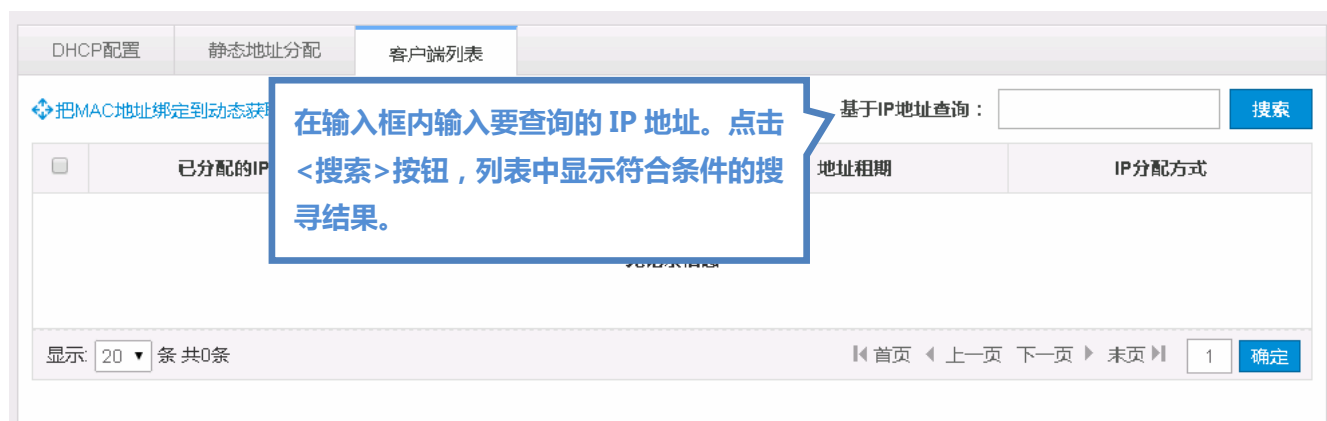 DHCP配置 静态地址分配 客户端列表
把MAC地址绑定到动态获 基于IP地址查询： 搜索
在输入框内输入要查询的 IP 地址。点击
<搜索>按钮，列表中显示符合条件的搜
寻结果。
已分配的IP 地址租期 IP分配方式
显示: 20 条 共0条 首页 上一页 下一页 末页 1 确定